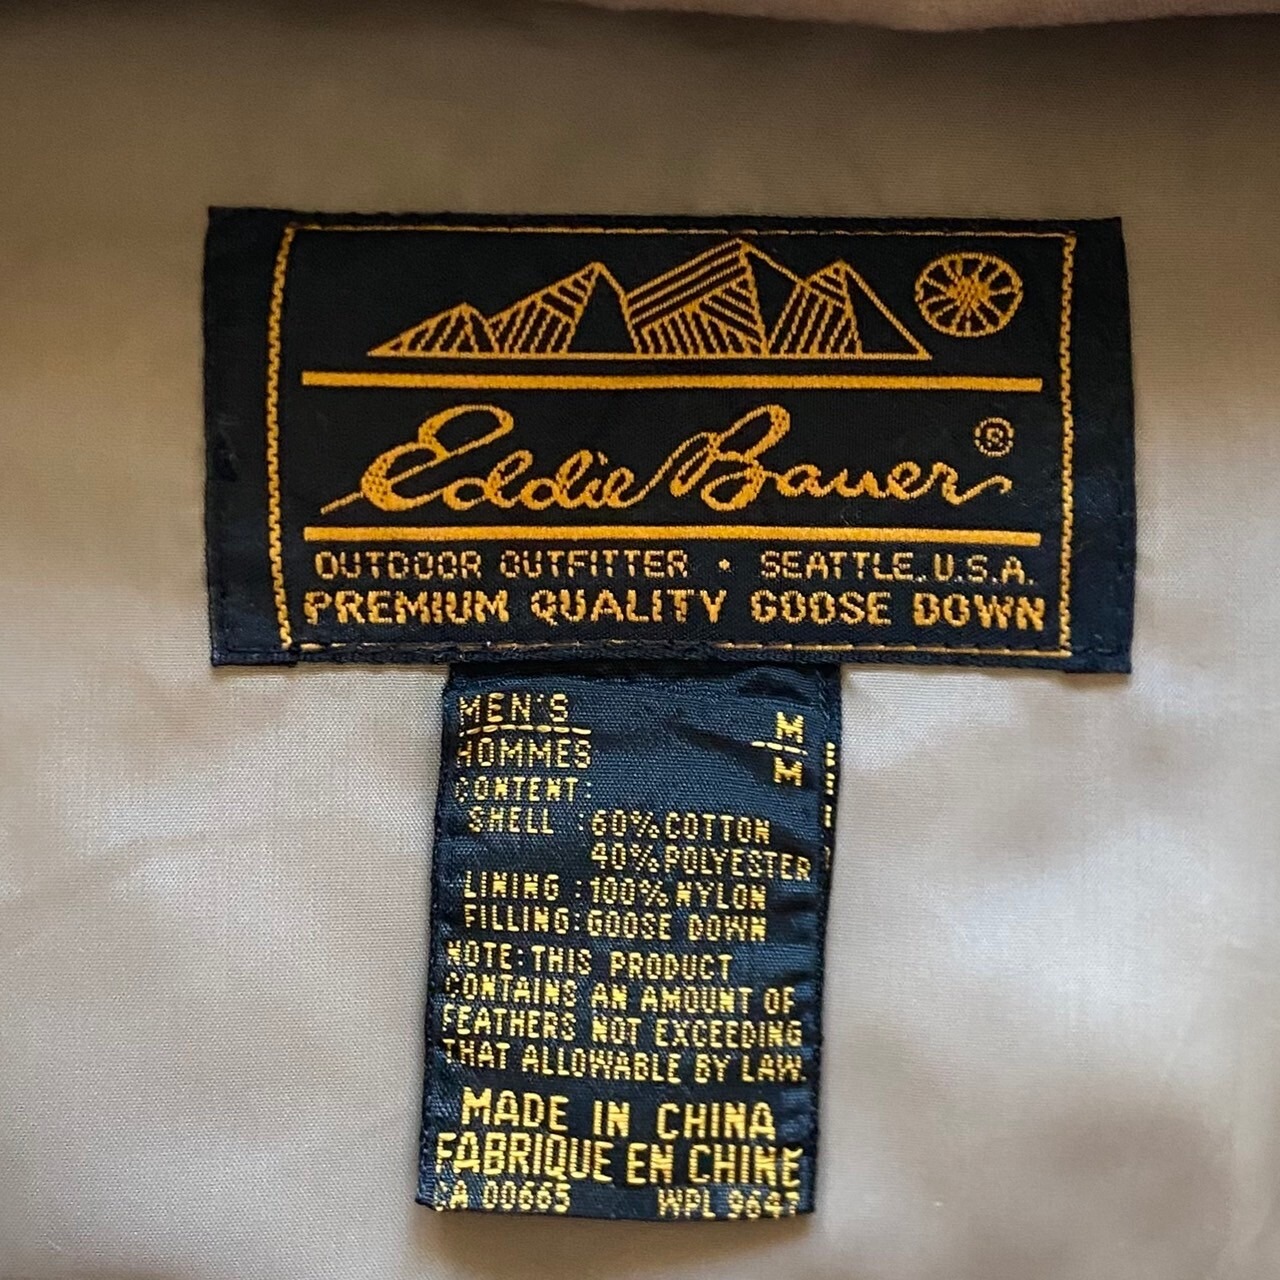 Eddie Bauer ®
OUTDOOR OUTFITTER • SEATTLE, U.S.A.
PREMIUM QUALITY GOOSE DOWN
MEN'S M
HOMMES M
CONTENT:
SHELL :60% COTTON
40% POLYESTER
LINING :100% NYLON
FILLING: GOOSE DOWN
NOTE: THIS PRODUCT
CONTAINS AN AMOUNT OF
FEATHERS NOT EXCEEDING
THAT ALLOWABLE BY LAW.
MADE IN CHINA
FABRIQUE EN CHINE
CA 00665 WPL 9647